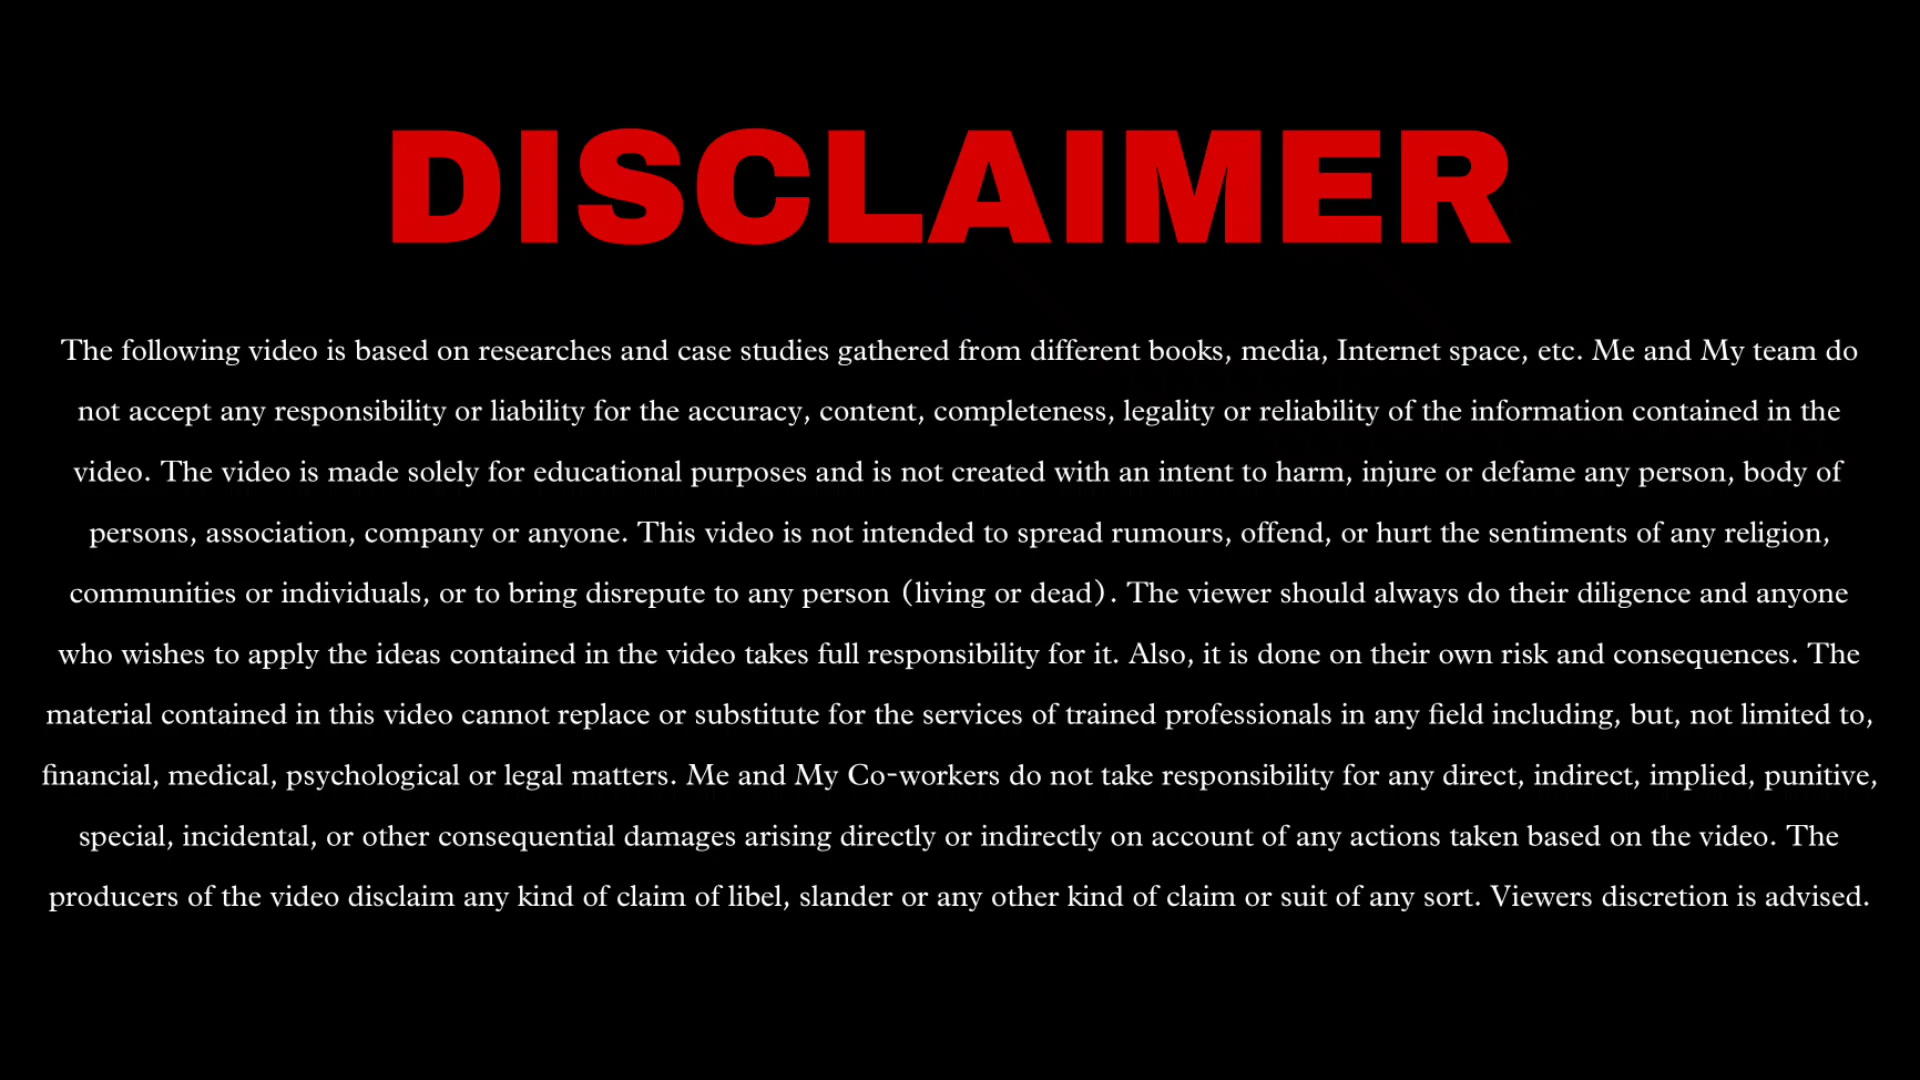 DISCLAIMER
The following video is based on researches and case studies gathered from different books, media, Internet space, etc. Me and My team do
not accept any responsibility or liability for the accuracy, content, completeness, legality or reliability of the information contained in the
video. The video is made solely for educational purposes and is not created with an intent to harm, injure or defame any person, body of
persons, association, company or anyone. This video is not intended to spread rumours, offend, or hurt the sentiments of any religion,
communities or individuals, or to bring disrepute to any person (living or dead). The viewer should always do their diligence and anyone
who wishes to apply the ideas contained in the video takes full responsibility for it. Also, it is done on their own risk and consequences. The
material contained in this video cannot replace or substitute for the services of trained professionals in any field including, but, not limited to,
financial, medical, psychological or legal matters. Me and My Co-workers do not take responsibility for any direct, indirect, implied, punitive,
special, incidental, or other consequential damages arising directly or indirectly on account of any actions taken based on the video. The
producers of the video disclaim any kind of claim of libel, slander or any other kind of claim or suit of any sort. Viewers discretion is advised.